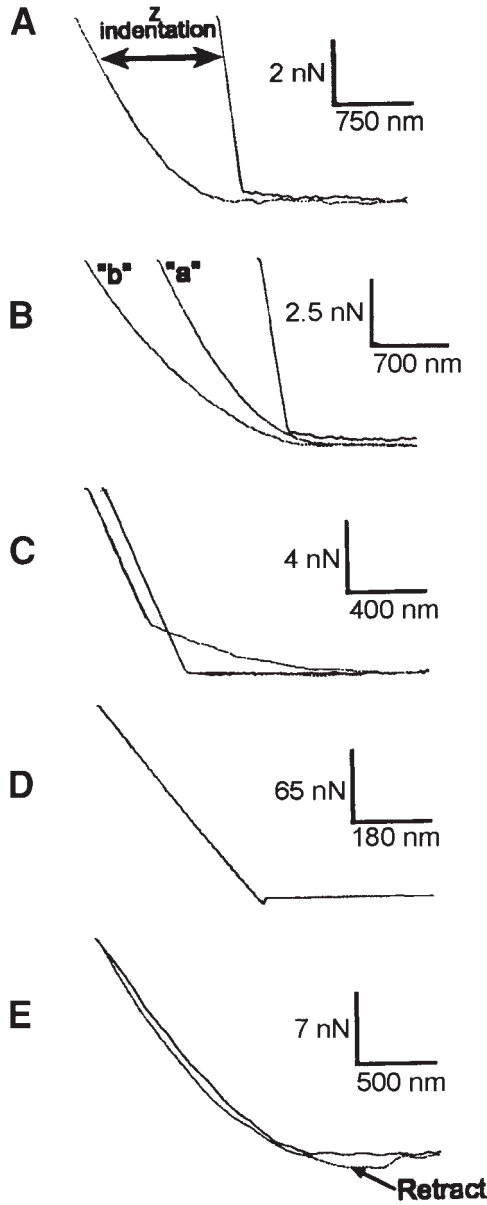 A
z
indentation
2 nN
750 nm
B
"b" "a"
2.5 nN
700 nm
C
4 nN
400 nm
D
65 nN
180 nm
E
7 nN
500 nm
Retract